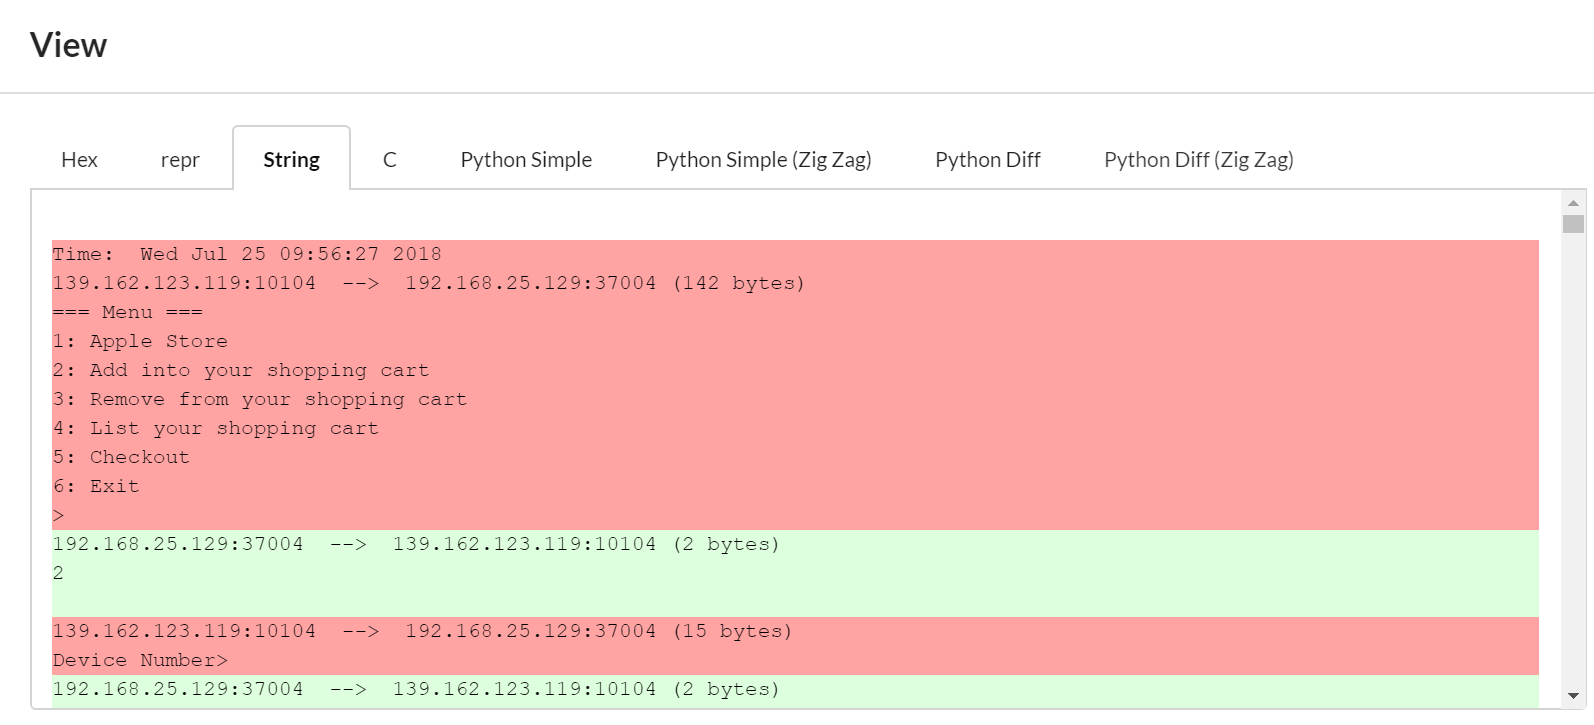 View
Hex repr String C Python Simple Python Simple (Zig Zag) Python Diff Python Diff (Zig Zag)
Time:  Wed Jul 25 09:56:27 2018
139.162.123.119:10104  -->  192.168.25.129:37004 (142 bytes)
=== Menu ===
1: Apple Store
2: Add into your shopping cart
3: Remove from your shopping cart
4: List your shopping cart
5: Checkout
6: Exit
>
192.168.25.129:37004  -->  139.162.123.119:10104 (2 bytes)
2
139.162.123.119:10104  -->  192.168.25.129:37004 (15 bytes)
Device Number>
192.168.25.129:37004  -->  139.162.123.119:10104 (2 bytes)